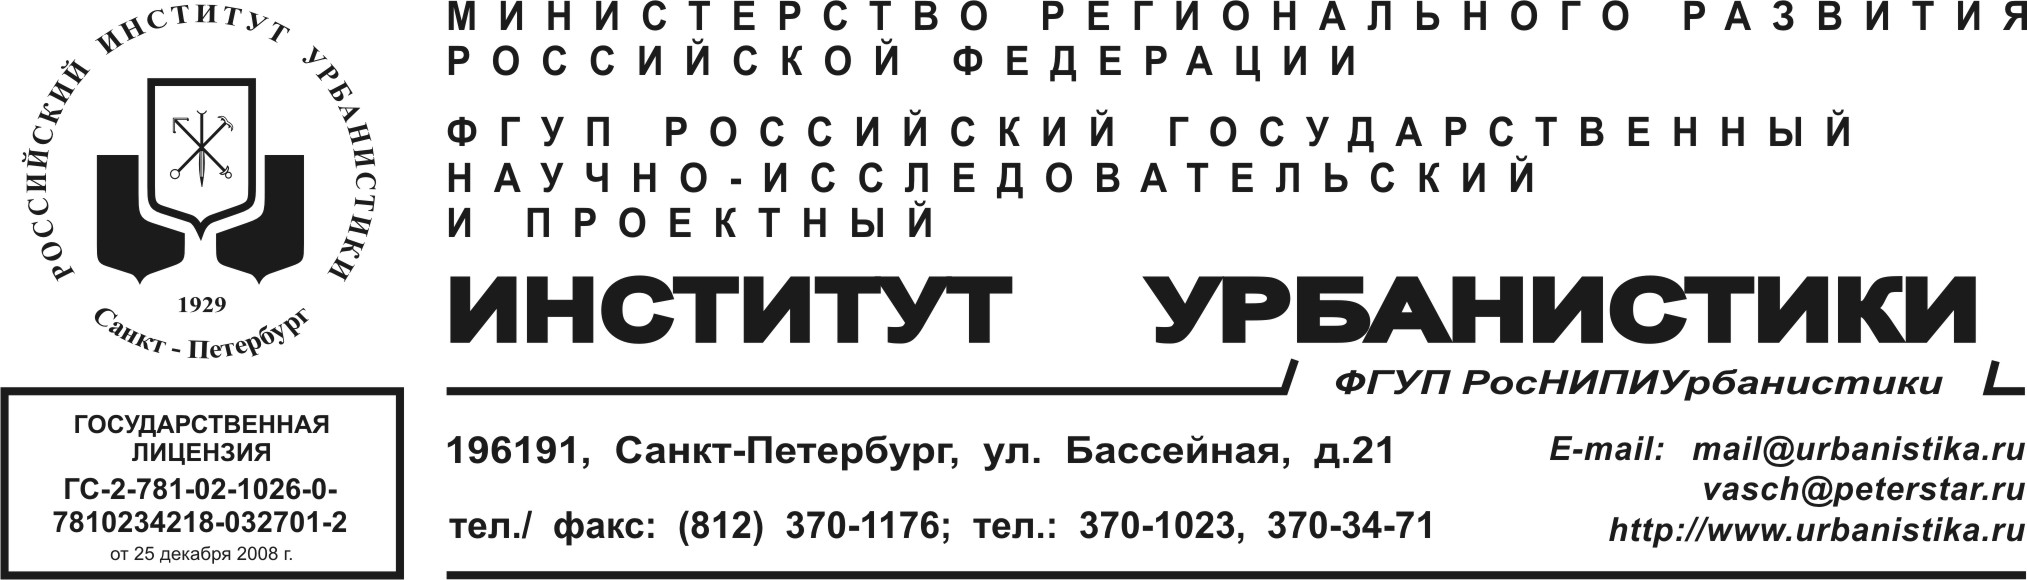 РОССИЙСКИЙ ИНСТИТУТ УРБАНИСТИКИ
1929
Санкт - Петербург
ГОСУДАРСТВЕННАЯ
ЛИЦЕНЗИЯ
ГС-2-781-02-1026-0-
7810234218-032701-2
от 25 декабря 2008 г.
МИНИСТЕРСТВО РЕГИОНАЛЬНОГО РАЗВИТИЯ
РОССИЙСКОЙ ФЕДЕРАЦИИ
ФГУП РОССИЙСКИЙ ГОСУДАРСТВЕННЫЙ
НАУЧНО-ИССЛЕДОВАТЕЛЬСКИЙ
И ПРОЕКТНЫЙ
ИНСТИТУТ УРБАНИСТИКИ
ФГУП РосНИПИУрбанистики
196191, Санкт-Петербург, ул. Бассейная, д.21
тел./ факс: (812) 370-1176; тел.: 370-1023, 370-34-71
E-mail: mail@urbanistika.ru
vasch@peterstar.ru
http://www.urbanistika.ru